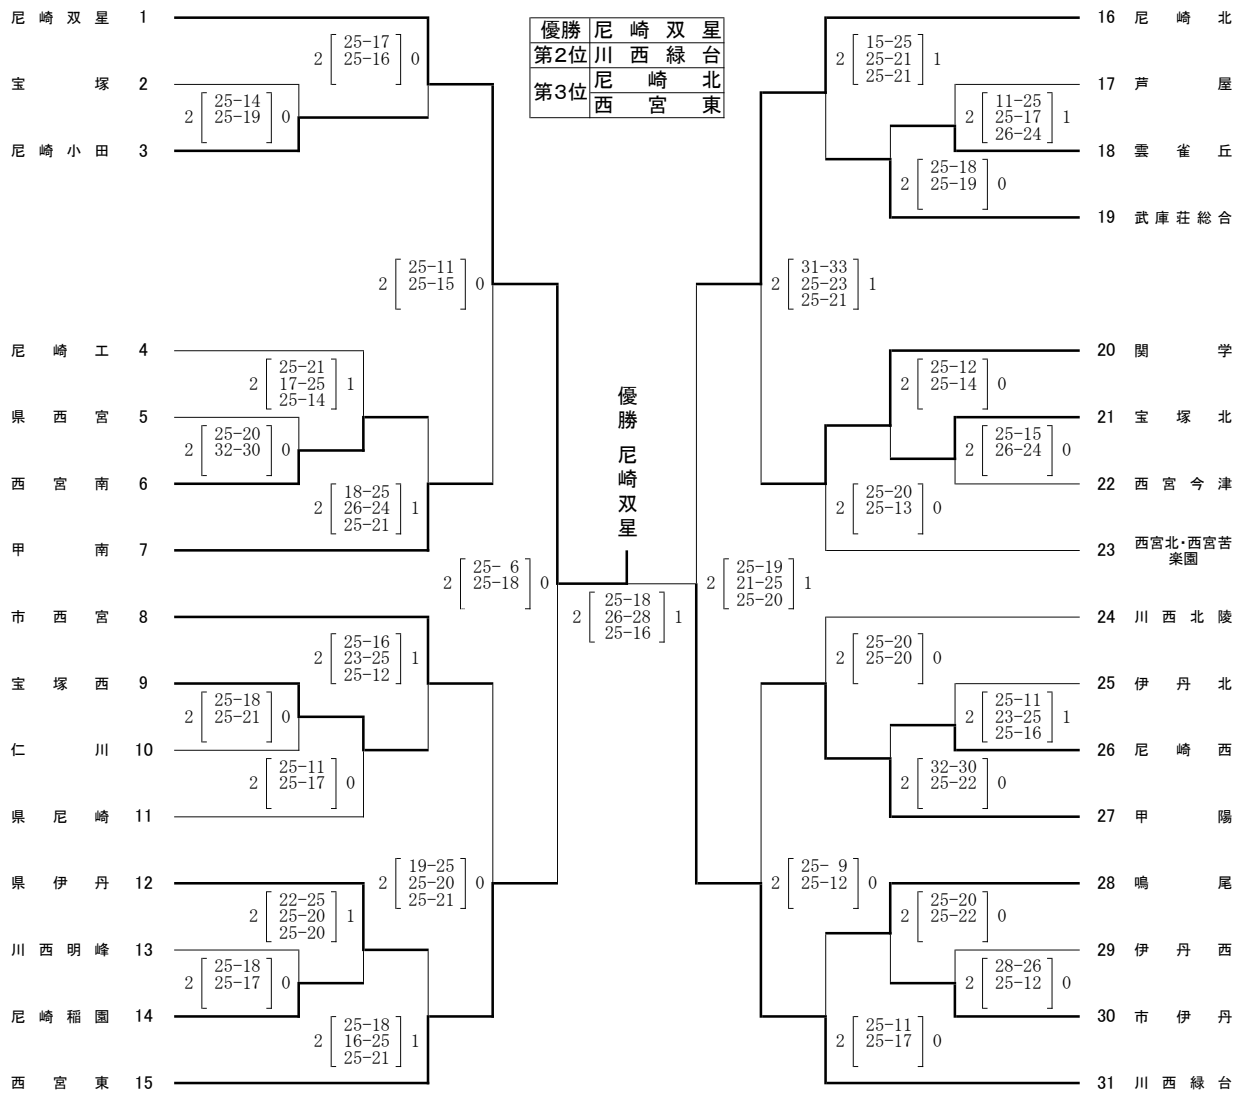 優勝 尼崎双星
第2位 川西緑台
第3位 尼崎北
西宮東
尼崎双星 1
2 25-17 0
25-16
宝塚 2
2 25-14 0
25-19
尼崎小田 3
2 25-11 0
25-15
尼崎工 4
2 25-21 1
17-25
25-14
県西宮 5
2 25-20 0
32-30
西宮南 6
2 18-25 1
26-24
25-21
甲南 7
2 25- 6 0
25-18
市西宮 8
2 25-16 1
23-25
25-12
宝塚西 9
2 25-18 0
25-21
仁川 10
2 25-11 0
25-17
県尼崎 11
2 19-25 0
25-20
25-21
県伊丹 12
2 22-25 1
25-20
25-20
川西明峰 13
2 25-18 0
25-17
尼崎稲園 14
2 25-18 1
16-25
25-21
西宮東 15
優勝 尼崎双星
2 25-18 1
26-28
25-16
16 尼崎北
2 15-25 1
25-21
25-21
17 芦屋
2 11-25 1
25-17
26-24
18 雲雀丘
2 25-18 0
25-19
19 武庫荘総合
2 31-33 1
25-23
25-21
20 関学
2 25-12 0
25-14
21 宝塚北
2 25-15 0
26-24
22 西宮今津
2 25-20 0
25-13
23 西宮北・西宮苦
楽園
2 25-19 1
21-25
25-20
24 川西北陵
2 25-20 0
25-20
25 伊丹北
2 25-11 1
23-25
25-16
26 尼崎西
2 32-30 0
25-22
27 甲陽
2 25- 9 0
25-12
28 鳴尾
2 25-20 0
25-22
29 伊丹西
2 28-26 0
25-12
30 市伊丹
2 25-11 0
25-17
31 川西緑台